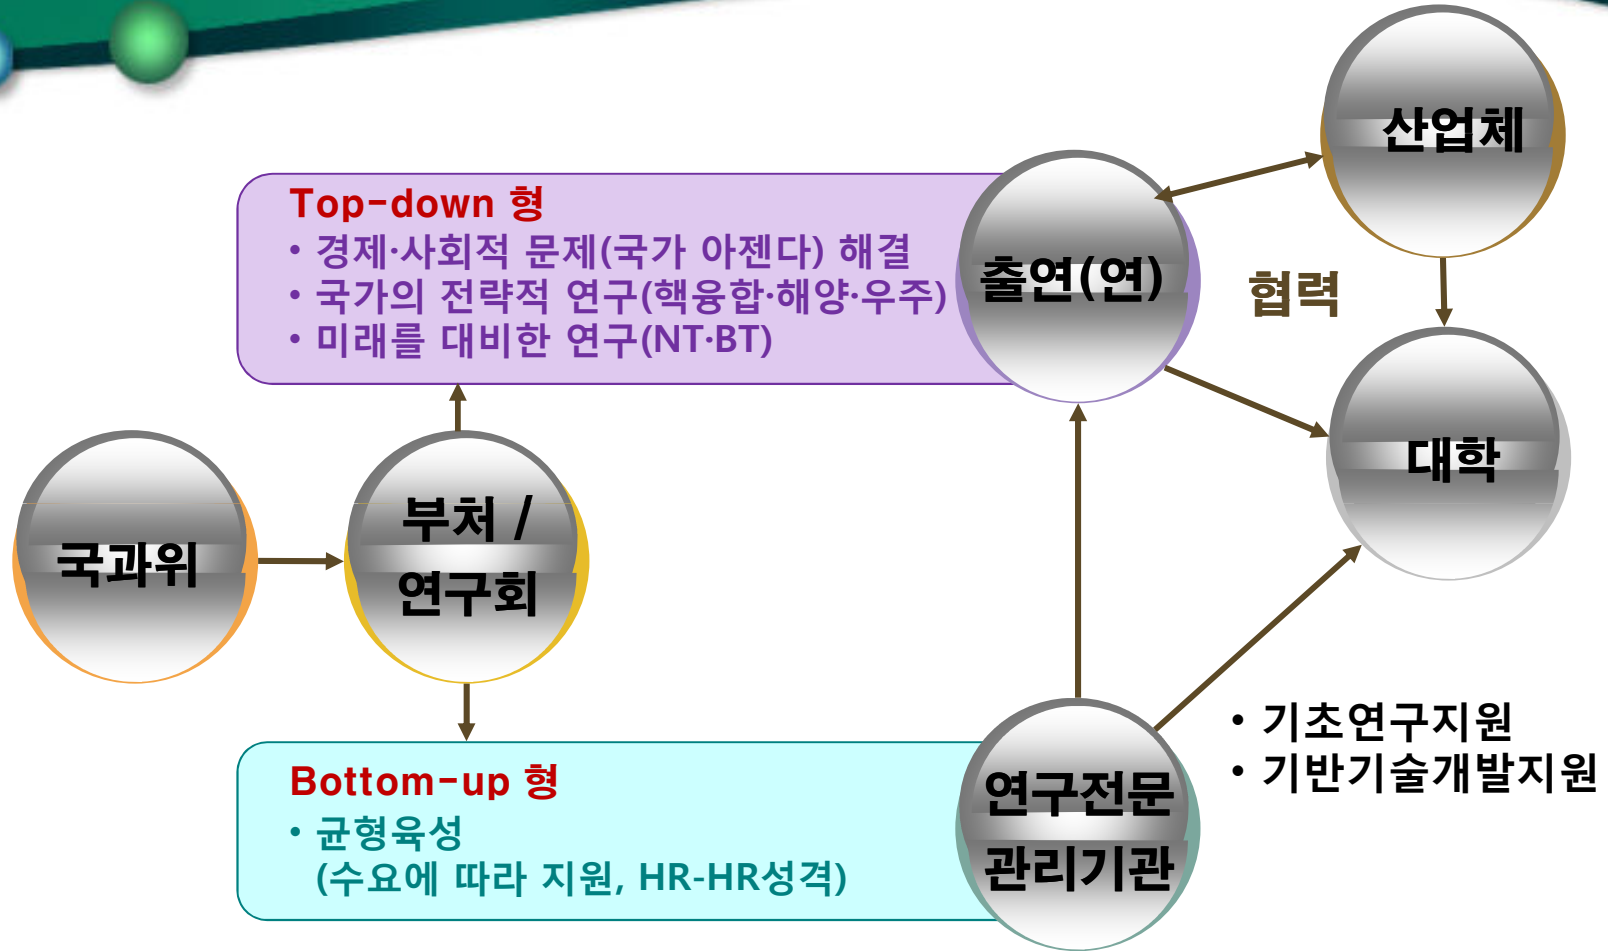 산업체
Top-down 형
• 경제·사회적 문제(국가 아젠다) 해결
• 국가의 전략적 연구(핵융합·해양·우주)
• 미래를 대비한 연구(NT·BT)
출연(연)
협력
대학
국과위
부처 /
연구회
• 기초연구지원
• 기반기술개발지원
Bottom-up 형
• 균형육성
(수요에 따라 지원, HR-HR성격)
연구전문
관리기관